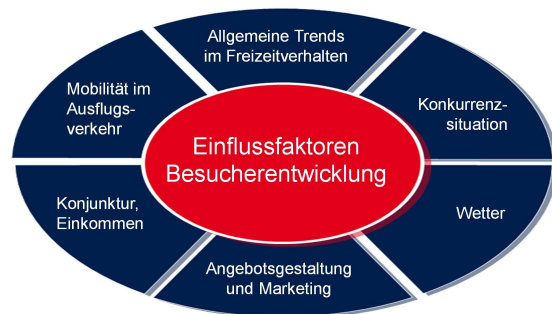 Allgemeine Trends
im Freizeitverhalten
Mobilität im
Ausflugs-
verkehr
Konkurrenz-
situation
Einflussfaktoren
Besucherentwicklung
Konjunktur,
Einkommen
Wetter
Angebotsgestaltung
und Marketing